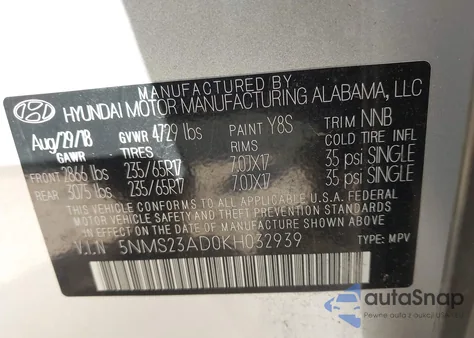 MANUFACTURED BY
HYUNDAI MOTOR MANUFACTURING ALABAMA, LLC
Aug/29/18 GVWR 4729 lbs PAINT Y8S TRIM NNB
GAWR TIRES RIMS COLD TIRE INFL
FRONT 2866 lbs 235/65R17 7.0JX17 35 psi SINGLE
REAR 3075 lbs 235/65R17 7.0JX17 35 psi SINGLE
THIS VEHICLE CONFORMS TO ALL APPLICABLE U.S.A. FEDERAL
MOTOR VEHICLE SAFETY STANDARDS IN EFFECT ON THE DATE OF
MANUFACTURE SHOWN ABOVE
V.I.N 5NMS23AD0KH032939 TYPE: MPV
autoSnap
Pewne auto z USA